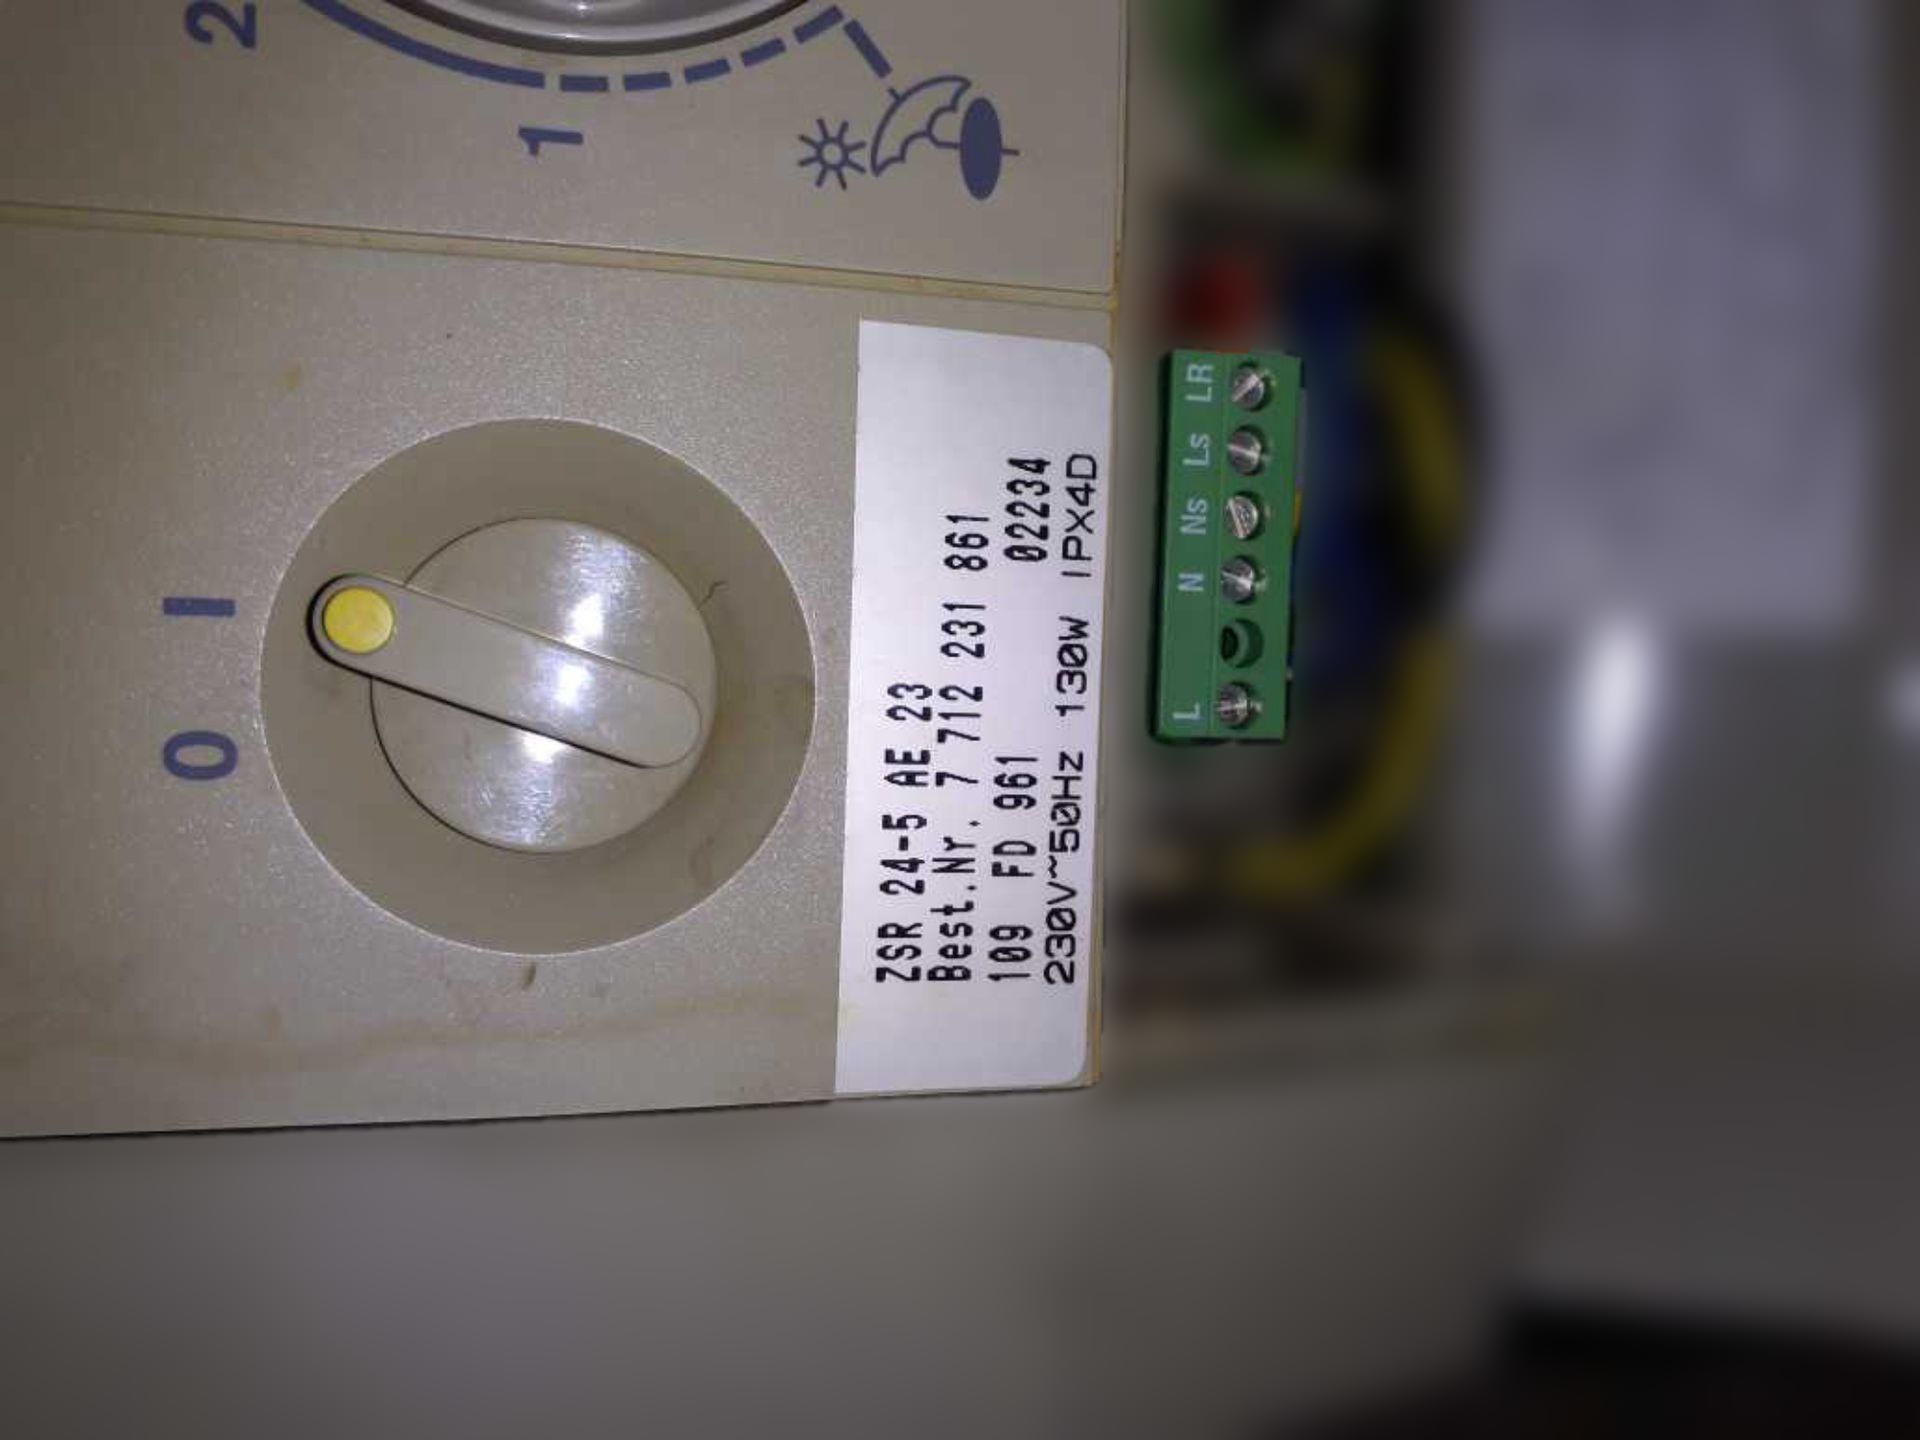 2
1
0 I
ZSR 24-5 AE 23
Best.Nr. 7 712 231 861
109 FD 961 02234
230V~50Hz 130W IPX4D
L N Ns Ls LR